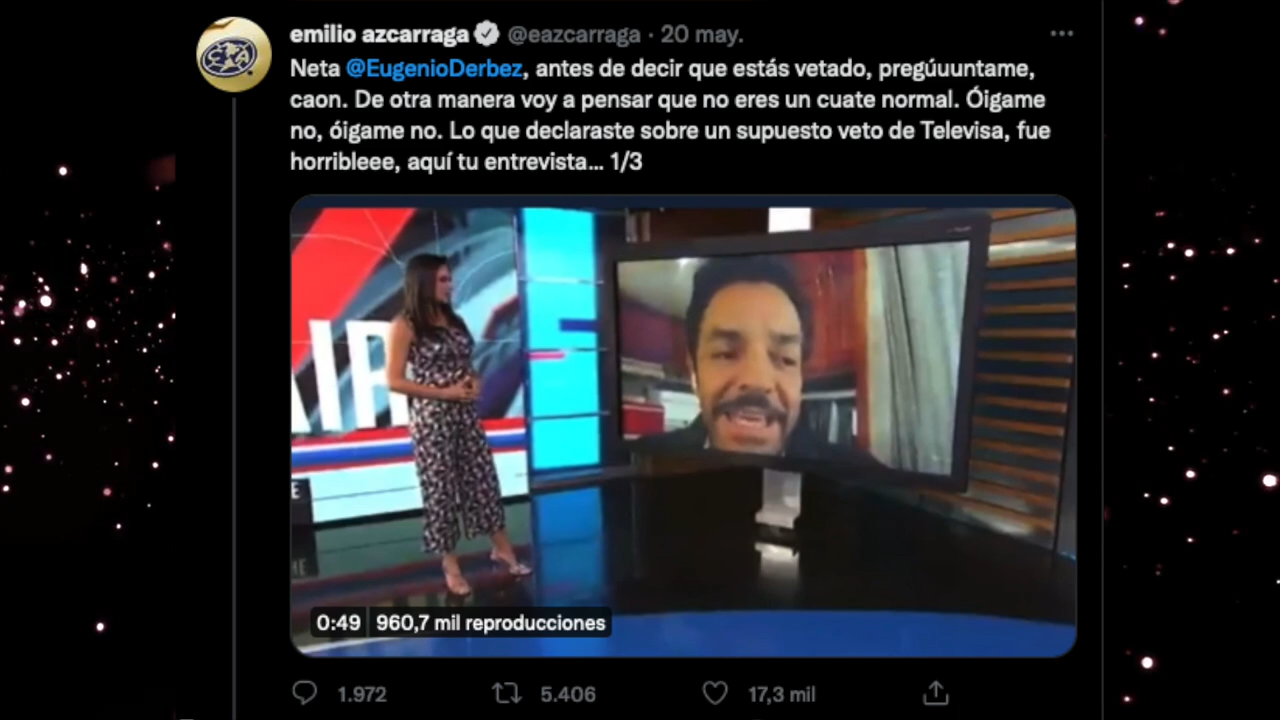 emilio azcarraga @eazcarraga · 20 may.
Neta @EugenioDerbez, antes de decir que estás vetado, pregúuuntame,
caon. De otra manera voy a pensar que no eres un cuate normal. Óigame
no, óigame no. Lo que declaraste sobre un supuesto veto de Televisa, fue
horribleee, aquí tu entrevista... 1/3
AIR
E
HE
0:49 960,7 mil reproducciones
1.972 5.406 17,3 mil